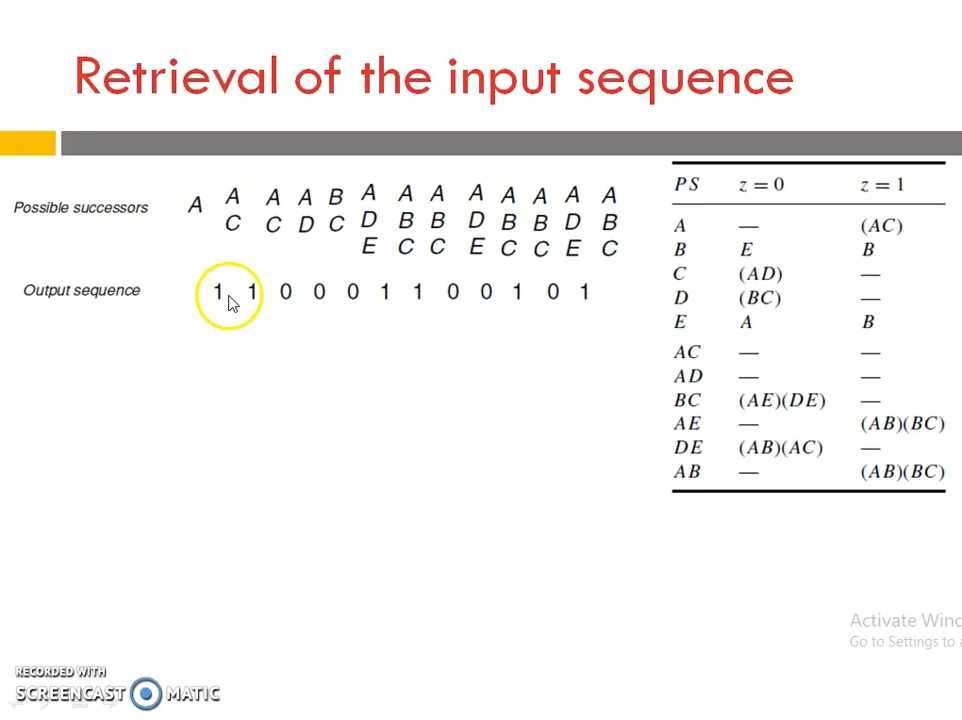 Retrieval of the input sequence
Possible successors
A A A A B A A A A A A A A
C C D C D B B D B B D B
E C C E C C E C
Output sequence 1 1 0 0 0 1 1 0 0 1 0 1
PS z = 0 z = 1
A — (AC)
B E B
C (AD) —
D (BC) —
E A B
AC — —
AD — —
BC (AE)(DE) —
AE — (AB)(BC)
DE (AB)(AC) —
AB — (AB)(BC)
Activate Winc
Go to Settings to
RECORDED WITH
SCREENCAST MATIC